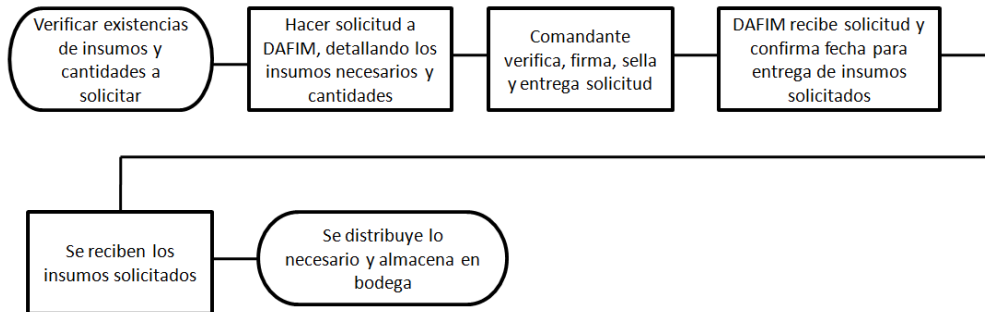 Verificar existencias
de insumos y
cantidades a
solicitar
Hacer solicitud a
DAFIM, detallando los
insumos necesarios y
cantidades
Comandante
verifica, firma, sella
y entrega solicitud
DAFIM recibe solicitud y
confirma fecha para
entrega de insumos
solicitados
Se reciben los
insumos solicitados
Se distribuye lo
necesario y almacena en
bodega